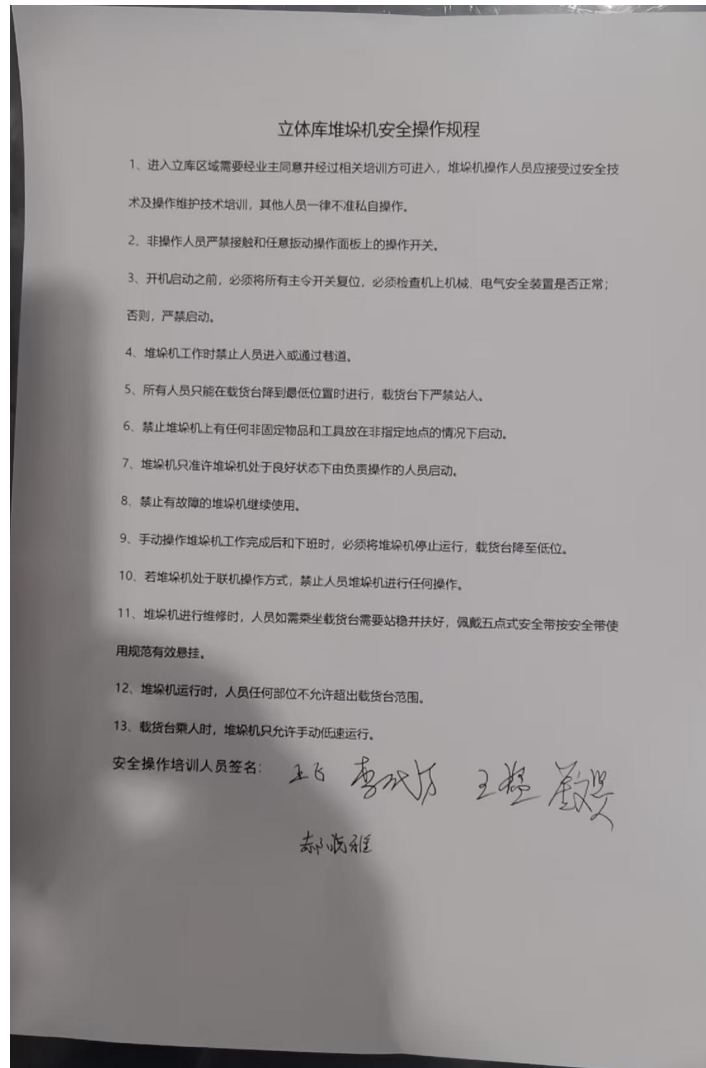 立体库堆垛机安全操作规程
1、进入立库区域需要经业主同意并经过相关培训方可进入，堆垛机操作人员应接受过安全技
术及操作维护技术培训，其他人员一律不准私自操作。
2、非操作人员严禁接触和任意扳动操作面板上的操作开关。
3、开机启动之前，必须将所有主令开关复位，必须检查机上机械、电气安全装置是否正常；
否则，严禁启动。
4、堆垛机工作时禁止人员进入或通过巷道。
5、所有人员只能在载货台降到最低位置时进行，载货台下严禁站人。
6、禁止堆垛机上有任何非固定物品和工具放在非指定地点的情况下启动。
7、堆垛机只准许堆垛机处于良好状态下由负责操作的人员启动。
8、禁止有故障的堆垛机继续使用。
9、手动操作堆垛机工作完成后和下班时，必须将堆垛机停止运行，载货台降至低位。
10、若堆垛机处于联机操作方式，禁止人员堆垛机进行任何操作。
11、堆垛机进行维修时，人员如需乘坐载货台需要站稳并扶好，佩戴五点式安全带按安全带使
用规范有效悬挂。
12、堆垛机运行时，人员任何部位不允许超出载货台范围。
13、载货台乘人时，堆垛机只允许手动低速运行。
安全操作培训人员签名： 王飞 王猛